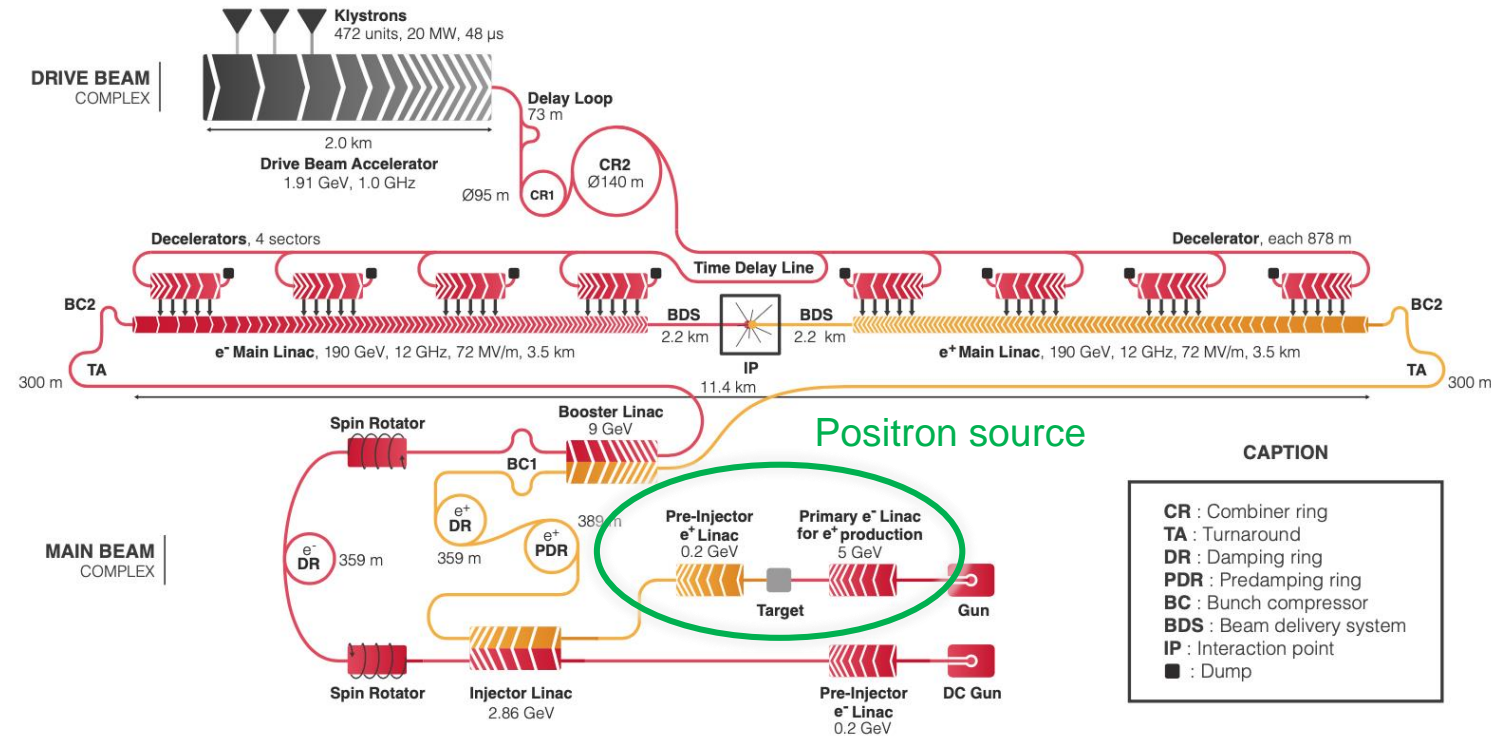 Klystrons
472 units, 20 MW, 48 µs
DRIVE BEAM
COMPLEX
Delay Loop
73 m
2.0 km
Drive Beam Accelerator
1.91 GeV, 1.0 GHz
CR2
Ø140 m
Ø95 m
CR1
Decelerators, 4 sectors
Decelerator, each 878 m
Time Delay Line
BC2
BDS
2.2 km
BDS
2.2 km
BC2
e⁻ Main Linac, 190 GeV, 12 GHz, 72 MV/m, 3.5 km
IP
e⁺ Main Linac, 190 GeV, 12 GHz, 72 MV/m, 3.5 km
TA
300 m
11.4 km
TA
300 m
Spin Rotator
Booster Linac
9 GeV
Positron source
BC1
CAPTION
e⁺
DR
359 m
389 m
e⁺
PDR
Pre-Injector
e⁺ Linac
0.2 GeV
Primary e⁻ Linac
for e⁺ production
5 GeV
MAIN BEAM
COMPLEX
e⁻
DR
359 m
Target
Gun
CR : Combiner ring
TA : Turnaround
DR : Damping ring
PDR : Predamping ring
BC : Bunch compressor
BDS : Beam delivery system
IP : Interaction point
: Dump
Spin Rotator
Injector Linac
2.86 GeV
Pre-Injector
e⁻ Linac
0.2 GeV
DC Gun